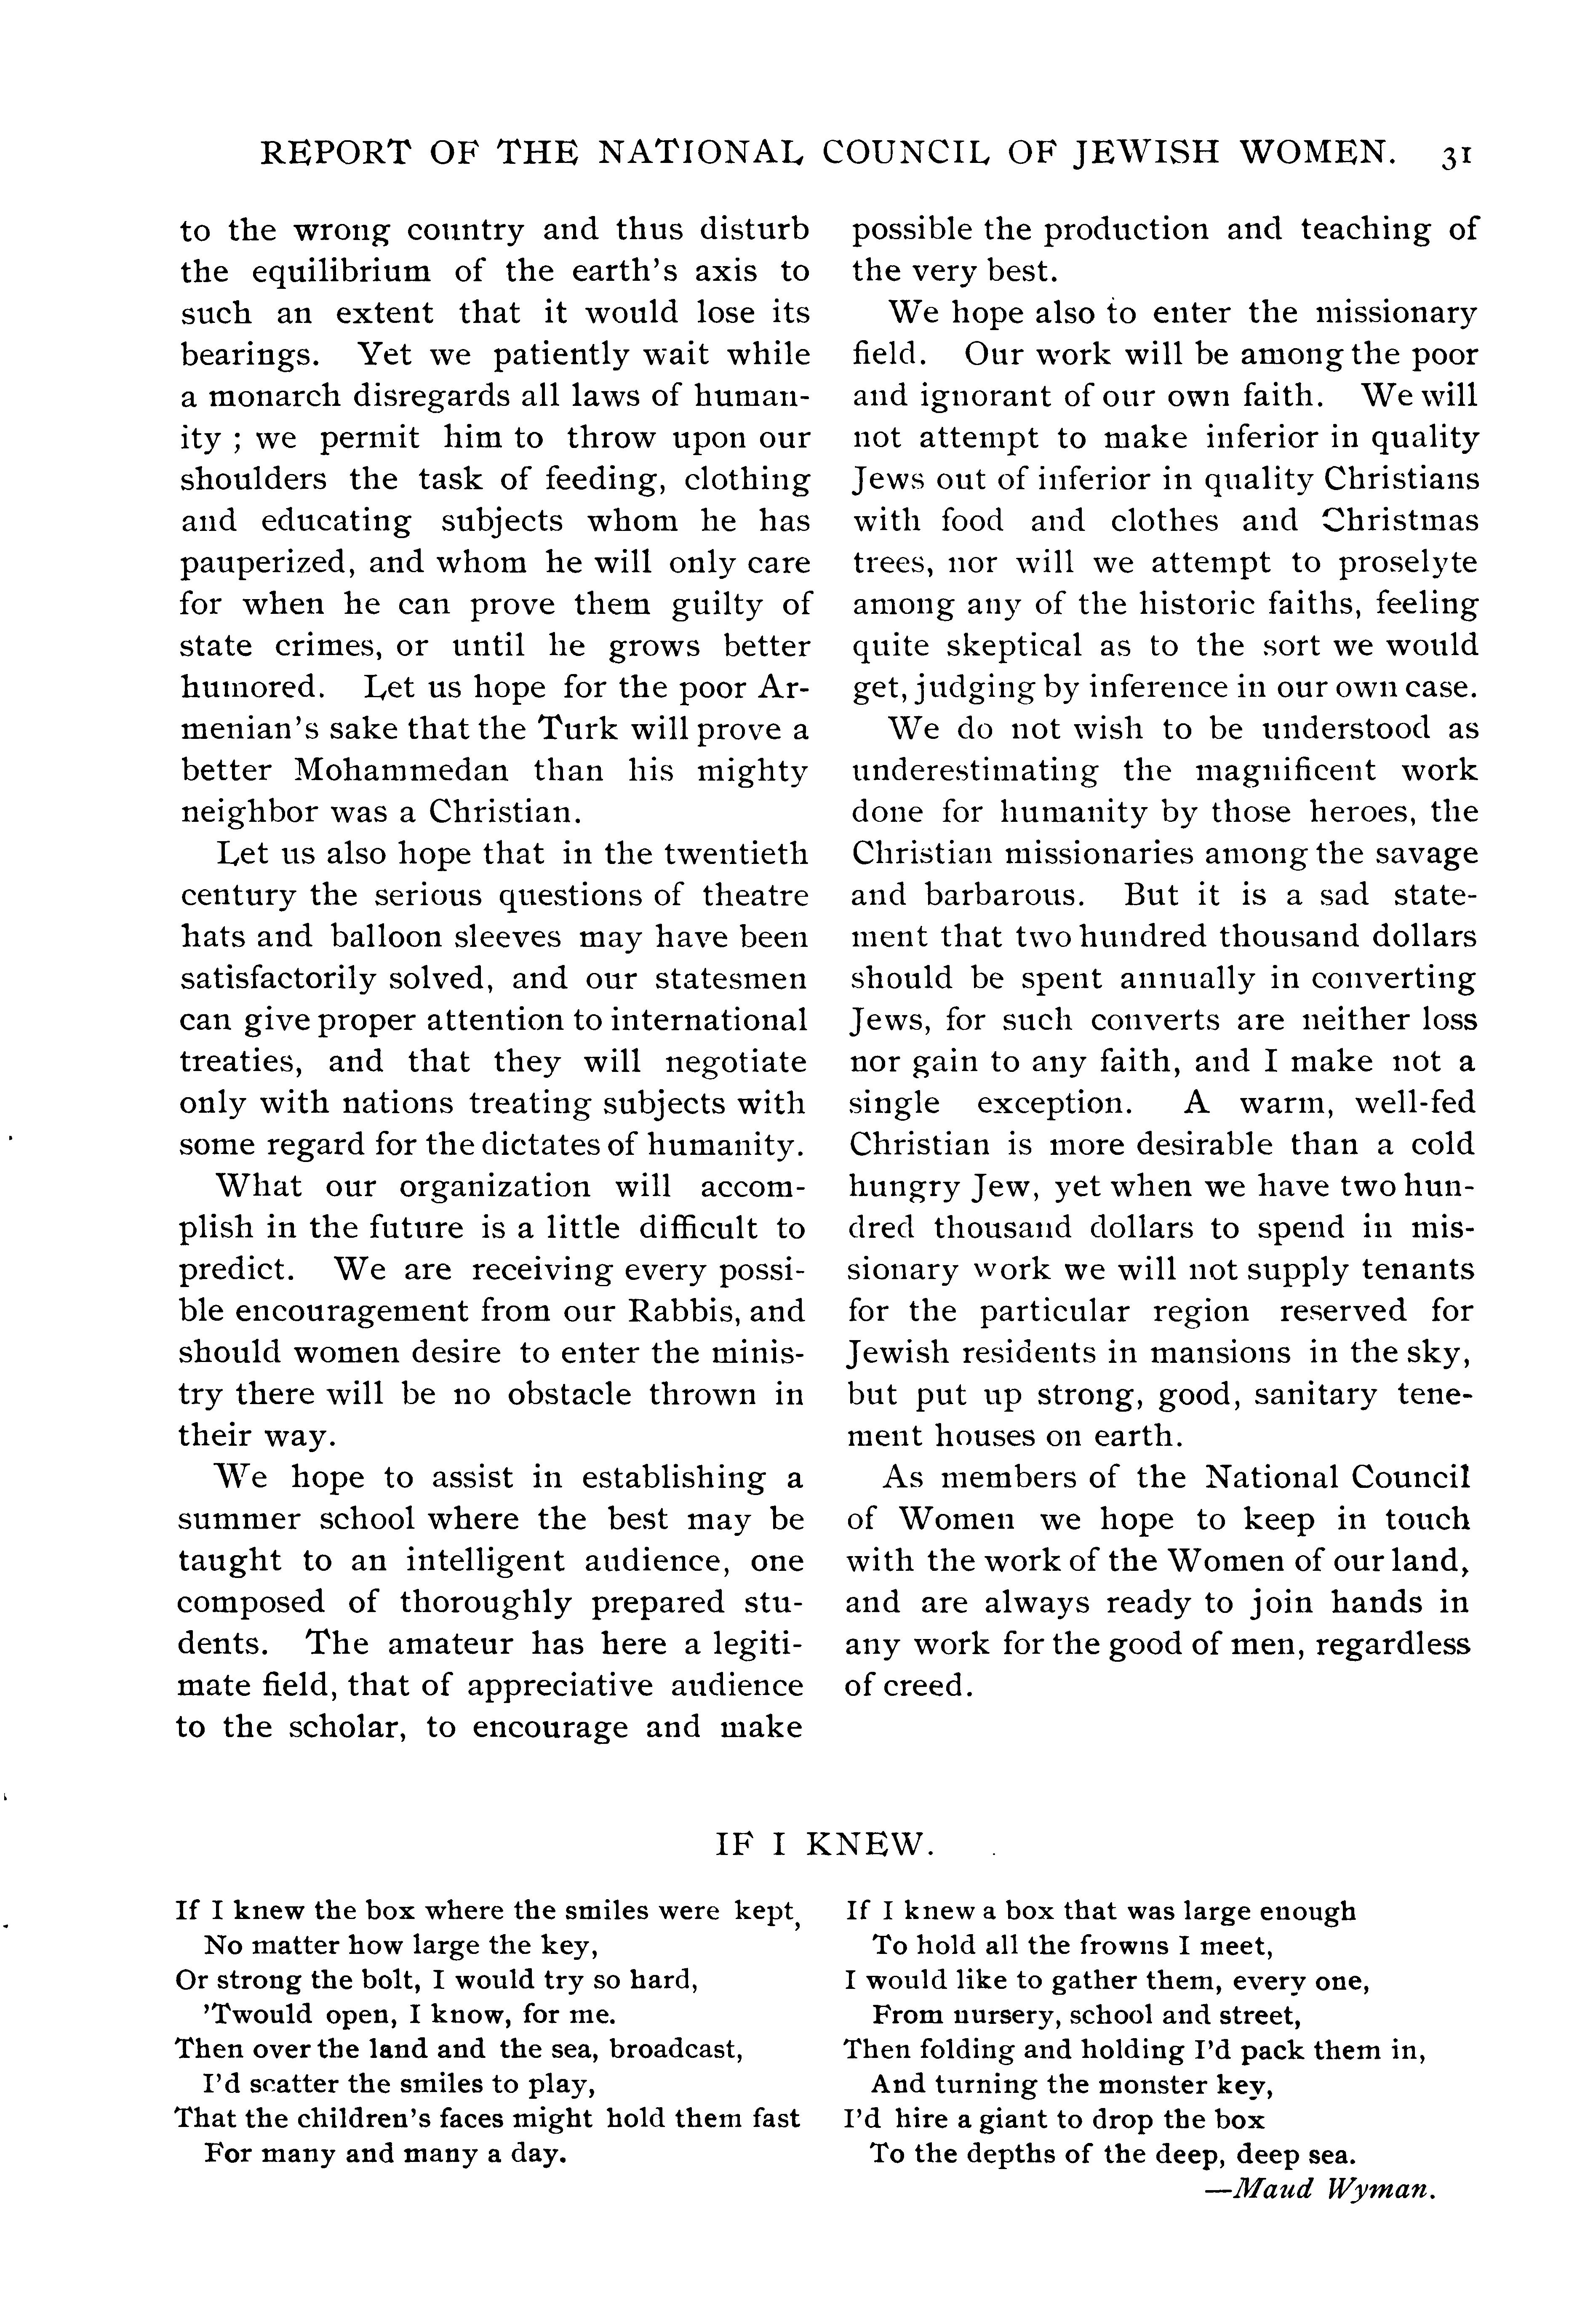 REPORT OF THE NATIONAL COUNCIL OF JEWISH WOMEN. 31
to the wrong country and thus disturb
the equilibrium of the earth's axis to
such an extent that it would lose its
bearings. Yet we patiently wait while
a monarch disregards all laws of human-
ity ; we permit him to throw upon our
shoulders the task of feeding, clothing
and educating subjects whom he has
pauperized, and whom he will only care
for when he can prove them guilty of
state crimes, or until he grows better
humored. Let us hope for the poor Ar-
menian's sake that the Turk will prove a
better Mohammedan than his mighty
neighbor was a Christian.
Let us also hope that in the twentieth
century the serious questions of theatre
hats and balloon sleeves may have been
satisfactorily solved, and our statesmen
can give proper attention to international
treaties, and that they will negotiate
only with nations treating subjects with
some regard for the dictates of humanity.
What our organization will accom-
plish in the future is a little difficult to
predict. We are receiving every possi-
ble encouragement from our Rabbis, and
should women desire to enter the minis-
try there will be no obstacle thrown in
their way.
We hope to assist in establishing a
summer school where the best may be
taught to an intelligent audience, one
composed of thoroughly prepared stu-
dents. The amateur has here a legiti-
mate field, that of appreciative audience
to the scholar, to encourage and make
possible the production and teaching of
the very best.
We hope also to enter the missionary
field. Our work will be among the poor
and ignorant of our own faith. We will
not attempt to make inferior in quality
Jews out of inferior in quality Christians
with food and clothes and Christmas
trees, nor will we attempt to proselyte
among any of the historic faiths, feeling
quite skeptical as to the sort we would
get, judging by inference in our own case.
We do not wish to be understood as
underestimating the magnificent work
done for humanity by those heroes, the
Christian missionaries among the savage
and barbarous. But it is a sad state-
ment that two hundred thousand dollars
should be spent annually in converting
Jews, for such converts are neither loss
nor gain to any faith, and I make not a
single exception. A warm, well-fed
Christian is more desirable than a cold
hungry Jew, yet when we have two hun-
dred thousand dollars to spend in mis-
sionary work we will not supply tenants
for the particular region reserved for
Jewish residents in mansions in the sky,
but put up strong, good, sanitary tene-
ment houses on earth.
As members of the National Council
of Women we hope to keep in touch
with the work of the Women of our land,
and are always ready to join hands in
any work for the good of men, regardless
of creed.
IF I KNEW.
If I knew the box where the smiles were kept,
No matter how large the key,
Or strong the bolt, I would try so hard,
'Twould open, I know, for me.
Then over the land and the sea, broadcast,
I'd scatter the smiles to play,
That the children's faces might hold them fast
For many and many a day.
If I knew a box that was large enough
To hold all the frowns I meet,
I would like to gather them, every one,
From nursery, school and street,
Then folding and holding I'd pack them in,
And turning the monster key,
I'd hire a giant to drop the box
To the depths of the deep, deep sea.
—Maud Wyman.